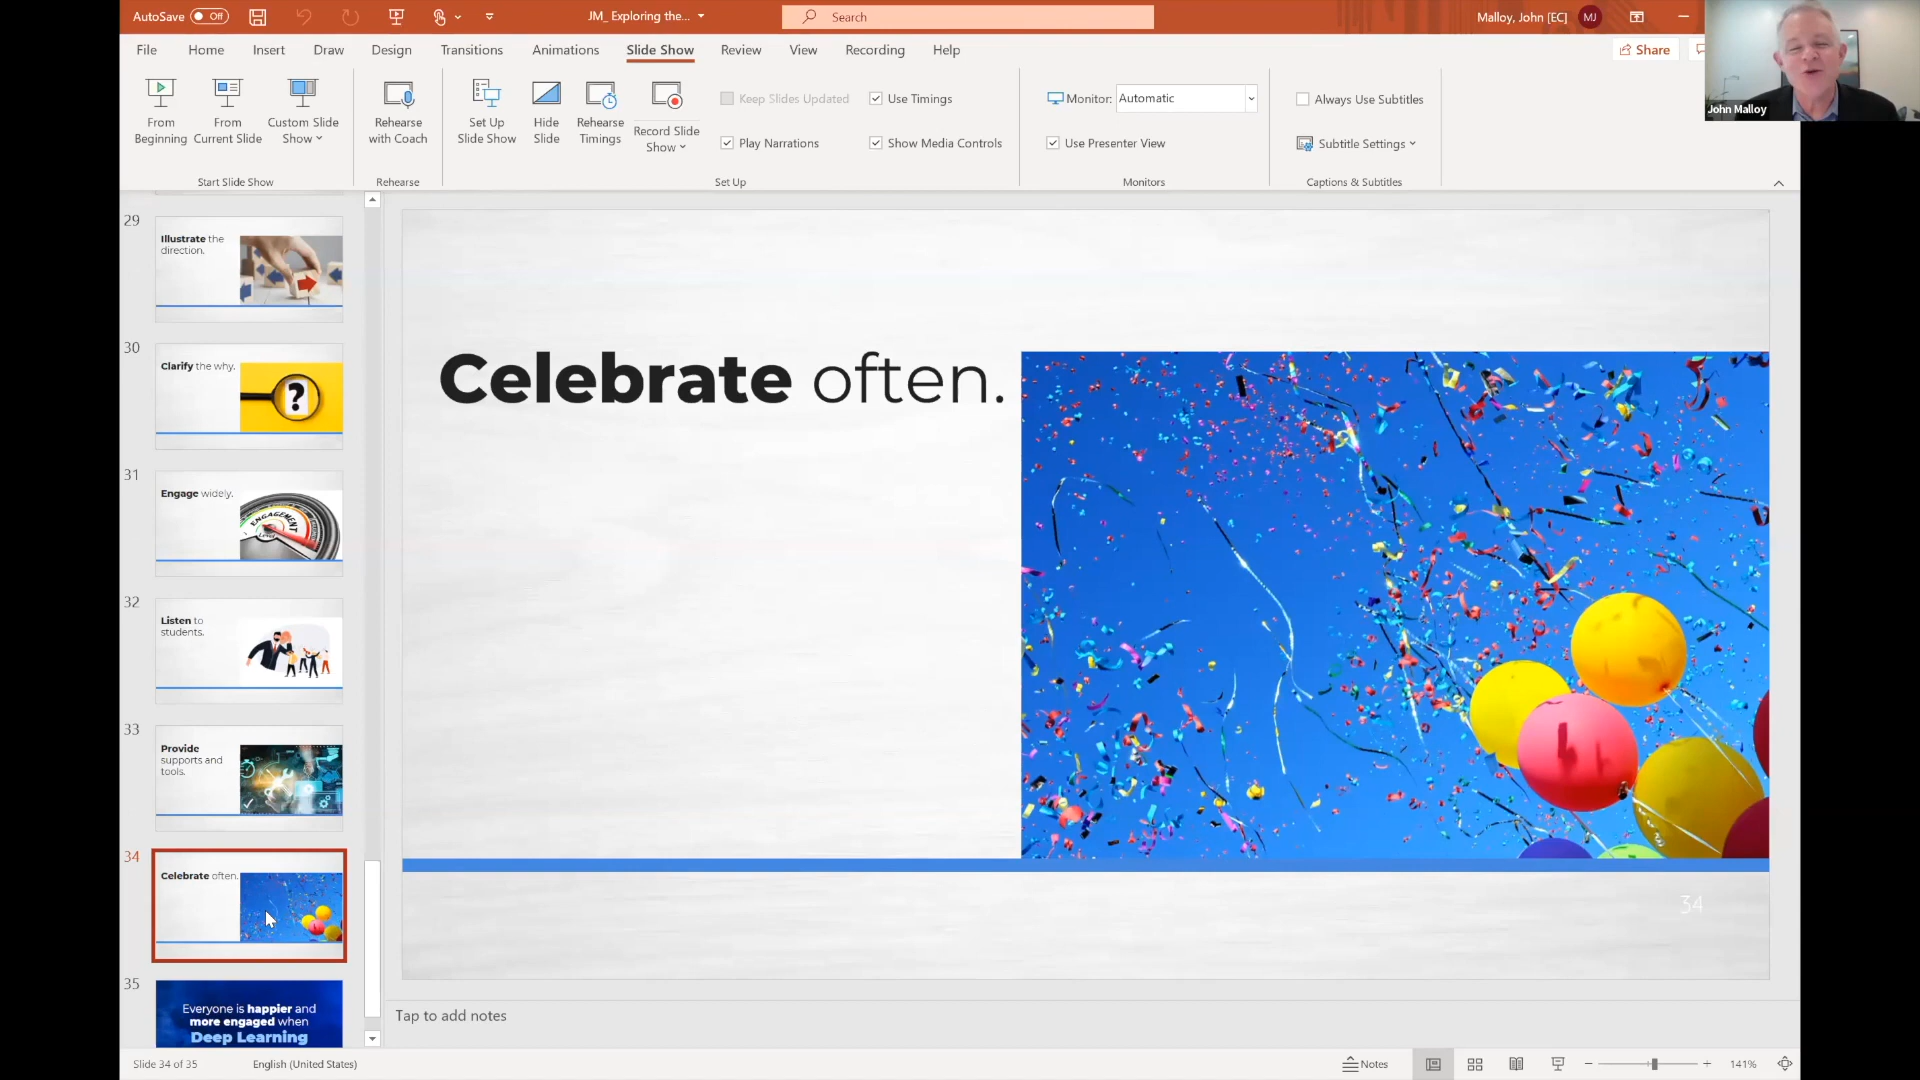 AutoSave Off
JM_ Exploring the...
Search
Malloy, John [EC] MJ
File Home Insert Draw Design Transitions Animations Slide Show Review View Recording Help
Share
From Beginning
From Current Slide
Custom Slide Show
Start Slide Show
Rehearse with Coach
Rehearse
Set Up Slide Show
Hide Slide
Rehearse Timings
Record Slide Show
Keep Slides Updated
Use Timings
Play Narrations
Show Media Controls
Set Up
Monitor: Automatic
Use Presenter View
Monitors
Always Use Subtitles
Subtitle Settings
Captions & Subtitles
John Malloy
29
Illustrate the
direction.
30
Clarify the why.
?
31
Engage widely.
ENGAGEMENT
32
Listen to
students.
33
Provide
supports and
tools.
34
Celebrate often.
35
Everyone is happier and
more engaged when
Deep Learning
Celebrate often.
34
Tap to add notes
Slide 34 of 35
English (United States)
Notes
141%